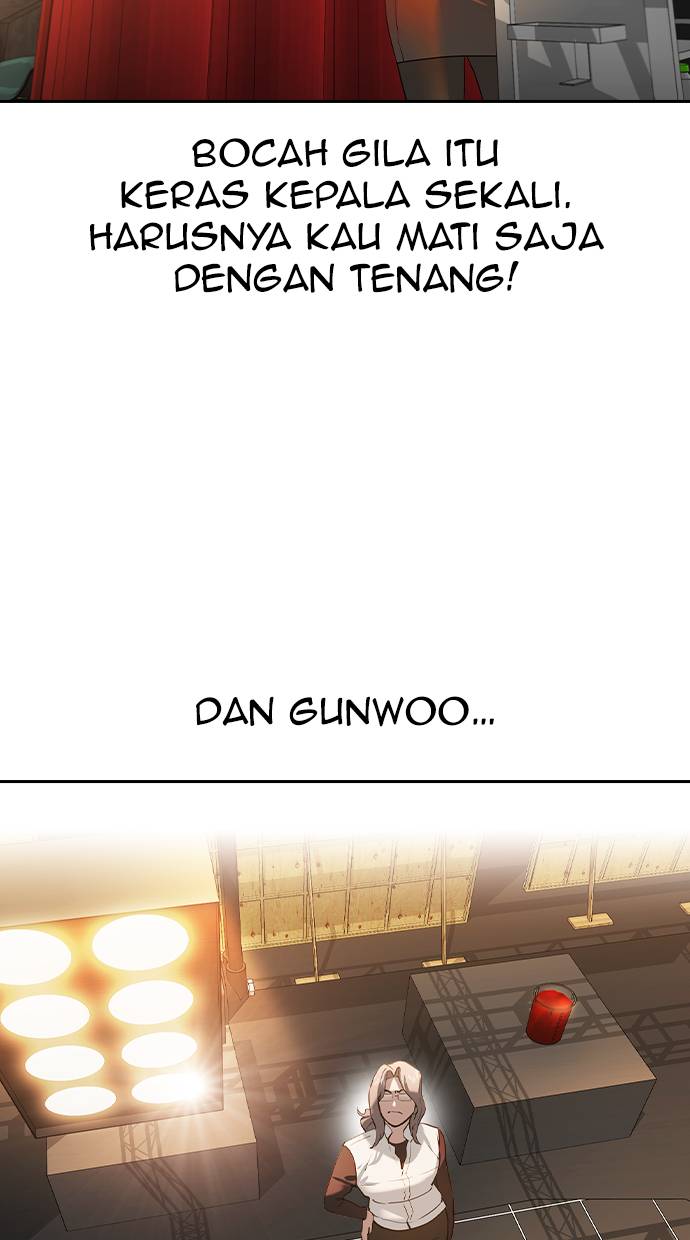 BOCAH GILA ITU
KERAS KEPALA SEKALI.
HARUSNYA KAU MATI SAJA
DENGAN TENANG!
DAN GUNWOO...